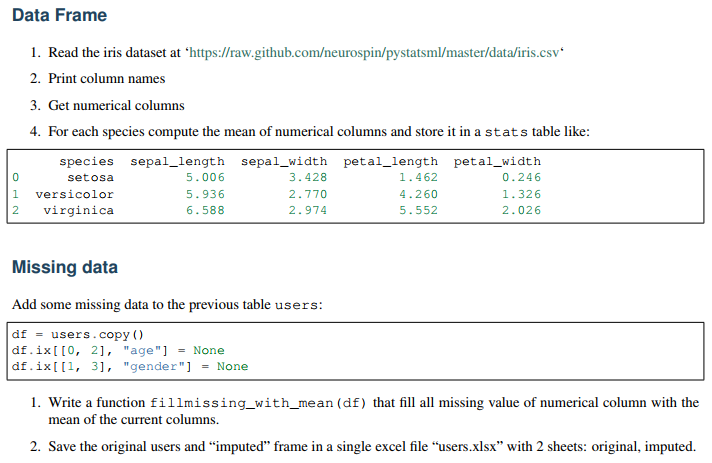 Data Frame
1. Read the iris dataset at ‘https://raw.github.com/neurospin/pystatsml/master/data/iris.csv‘
2. Print column names
3. Get numerical columns
4. For each species compute the mean of numerical columns and store it in a stats table like:
species sepal_length sepal_width petal_length petal_width
0 setosa 5.006 3.428 1.462 0.246
1 versicolor 5.936 2.770 4.260 1.326
2 virginica 6.588 2.974 5.552 2.026
Missing data
Add some missing data to the previous table users:
df = users.copy()
df.ix[[0, 2], "age"] = None
df.ix[[1, 3], "gender"] = None
1. Write a function fillmissing_with_mean(df) that fill all missing value of numerical column with the
mean of the current columns.
2. Save the original users and “imputed” frame in a single excel file “users.xlsx” with 2 sheets: original, imputed.